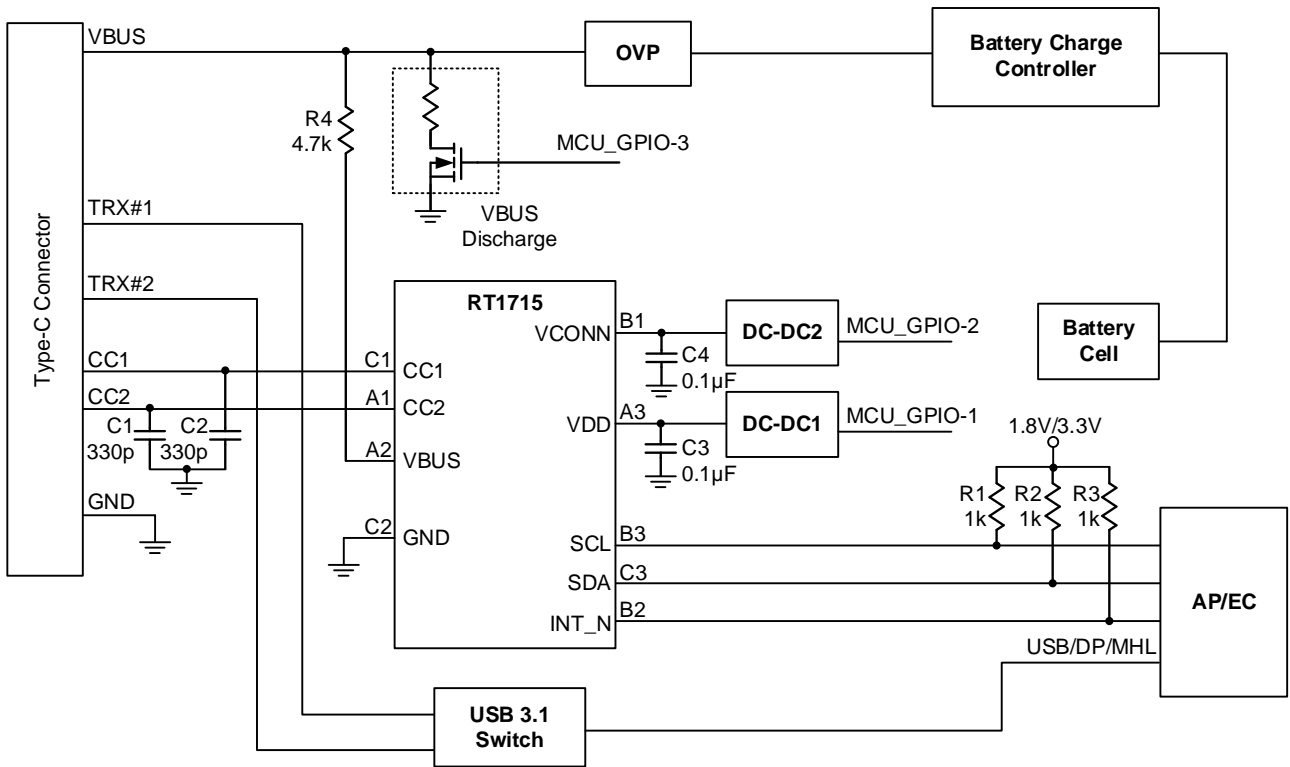 VBUS
OVP
Battery Charge
Controller
R4
4.7k
MCU_GPIO-3
VBUS
Discharge
Type-C Connector
TRX#1
TRX#2
RT1715
VCONN
B1
DC-DC2
MCU_GPIO-2
C4
0.1µF
Battery
Cell
CC1
C1
CC1
CC2
A1
CC2
VDD
A3
DC-DC1
MCU_GPIO-1
C1
330p
C2
330p
A2
VBUS
C3
0.1µF
1.8V/3.3V
R1
1k
R2
1k
R3
1k
GND
C2
GND
SCL
B3
SDA
C3
INT_N
B2
AP/EC
USB/DP/MHL
USB 3.1
Switch